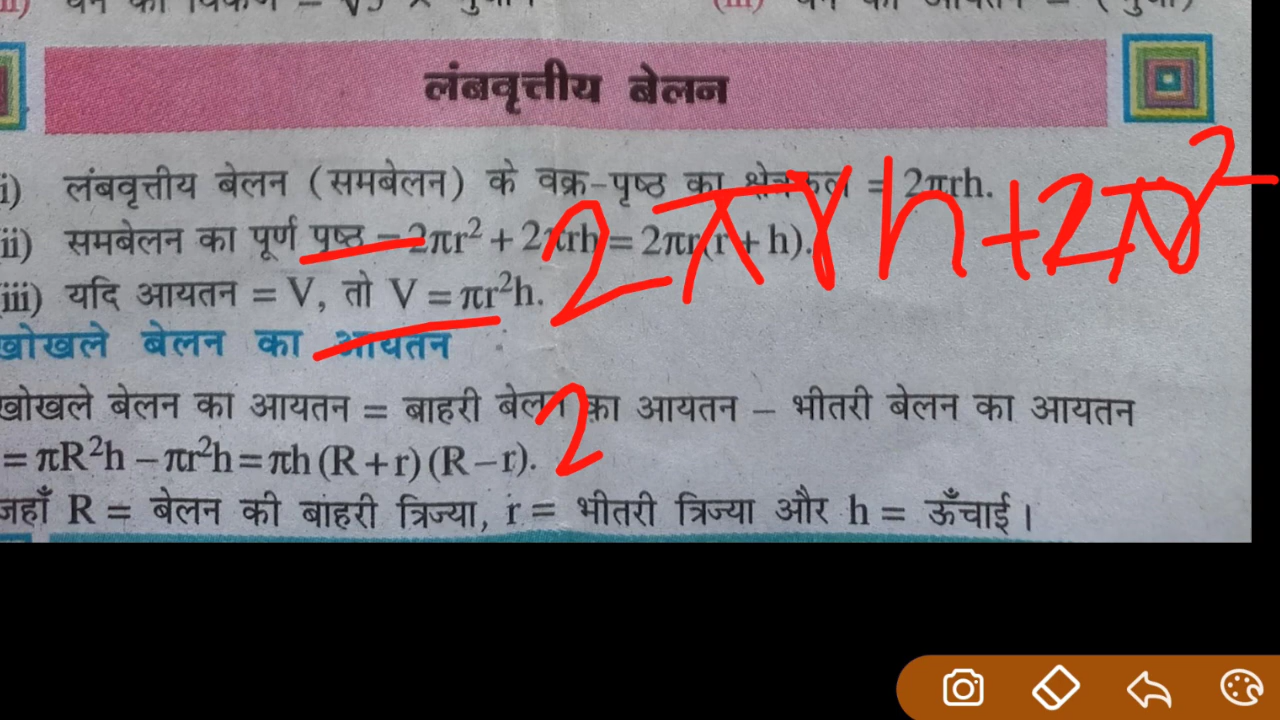 लंबवृत्तीय बेलन
i) लंबवृत्तीय बेलन (समबेलन) के वक्र-पृष्ठ का क्षेत्रफल = 2πrh.
ii) समबेलन का पूर्ण पृष्ठ = 2πr² + 2πrh = 2πr(r + h).
2πrh+2πr²
iii) यदि आयतन = V, तो V = πr²h.
खोखले बेलन का आयतन :
खोखले बेलन का आयतन = बाहरी बेलन का आयतन – भीतरी बेलन का आयतन
2
= πR²h – πr²h = πh (R + r) (R – r).
जहाँ R = बेलन की बाहरी त्रिज्या, r = भीतरी त्रिज्या और h = ऊँचाई।